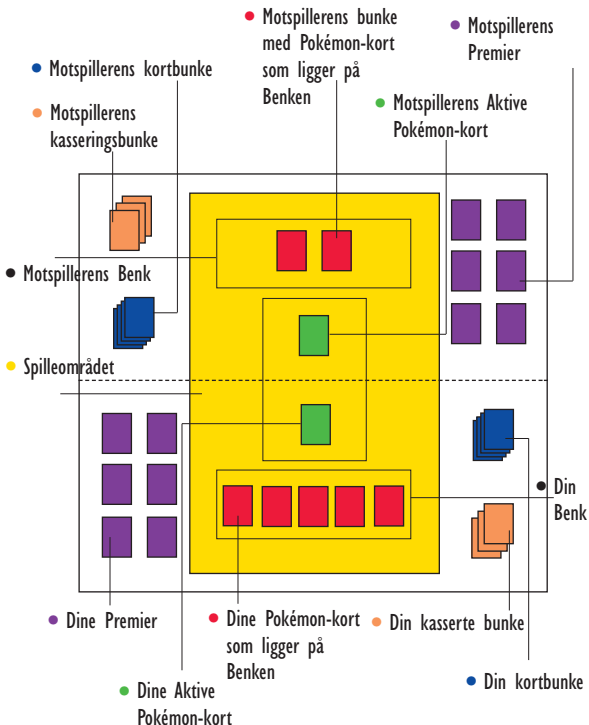 Motspillerens bunke
med Pokémon-kort
som ligger på
Benken
Motspillerens
Premier
Motspillerens kortbunke
Motspillerens
kasseringsbunke
Motspillerens Aktive
Pokémon-kort
Motspillerens Benk
Spilleområdet
Din
Benk
Dine Premier
Dine Pokémon-kort
som ligger på
Benken
Din kasserte bunke
Din kortbunke
Dine Aktive
Pokémon-kort